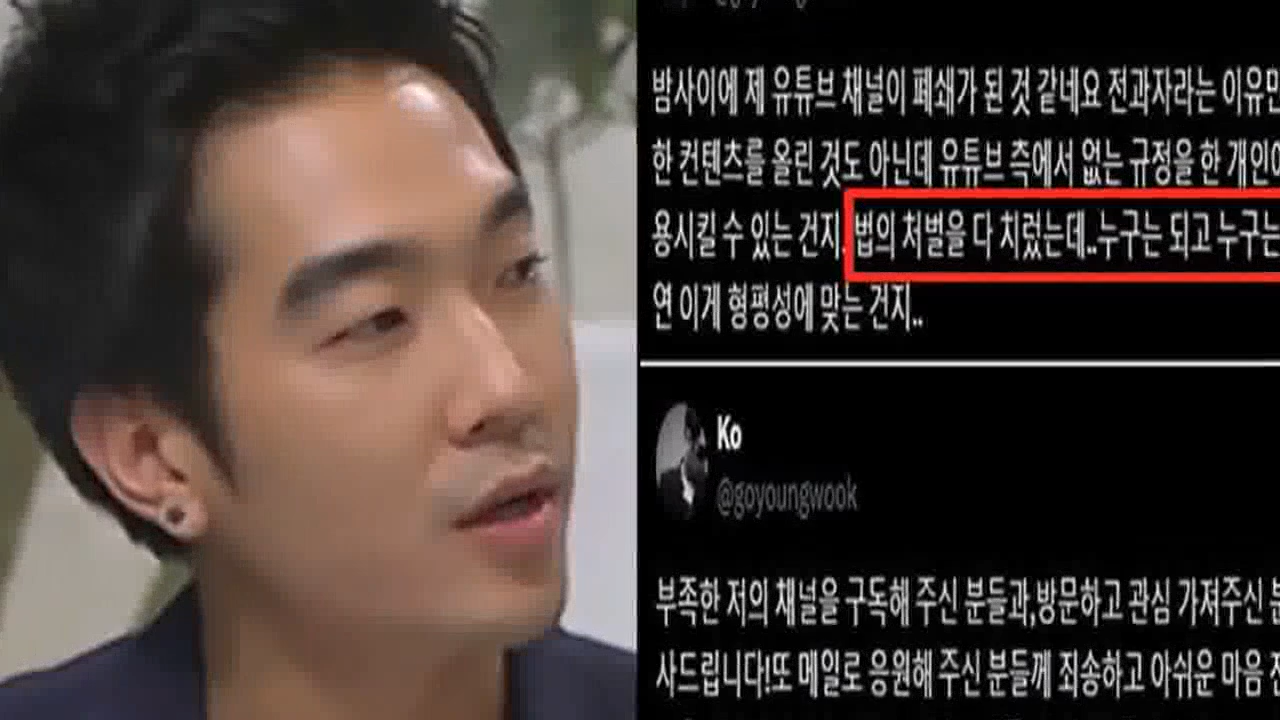 밤사이에 제 유튜브 채널이 폐쇄가 된 것 같네요 전과자라는 이유만
한 컨텐츠를 올린 것도 아닌데 유튜브 측에서 없는 규정을 한 개인에
용시킬 수 있는 건지. 법의 처벌을 다 치렀는데..누구는 되고 누구는
연 이게 형평성에 맞는 건지..
Ko
@goyoungwook
부족한 저의 채널을 구독해 주신 분들과,방문하고 관심 가져주신 분
사드립니다!또 메일로 응원해 주신 분들께 죄송하고 아쉬운 마음 전